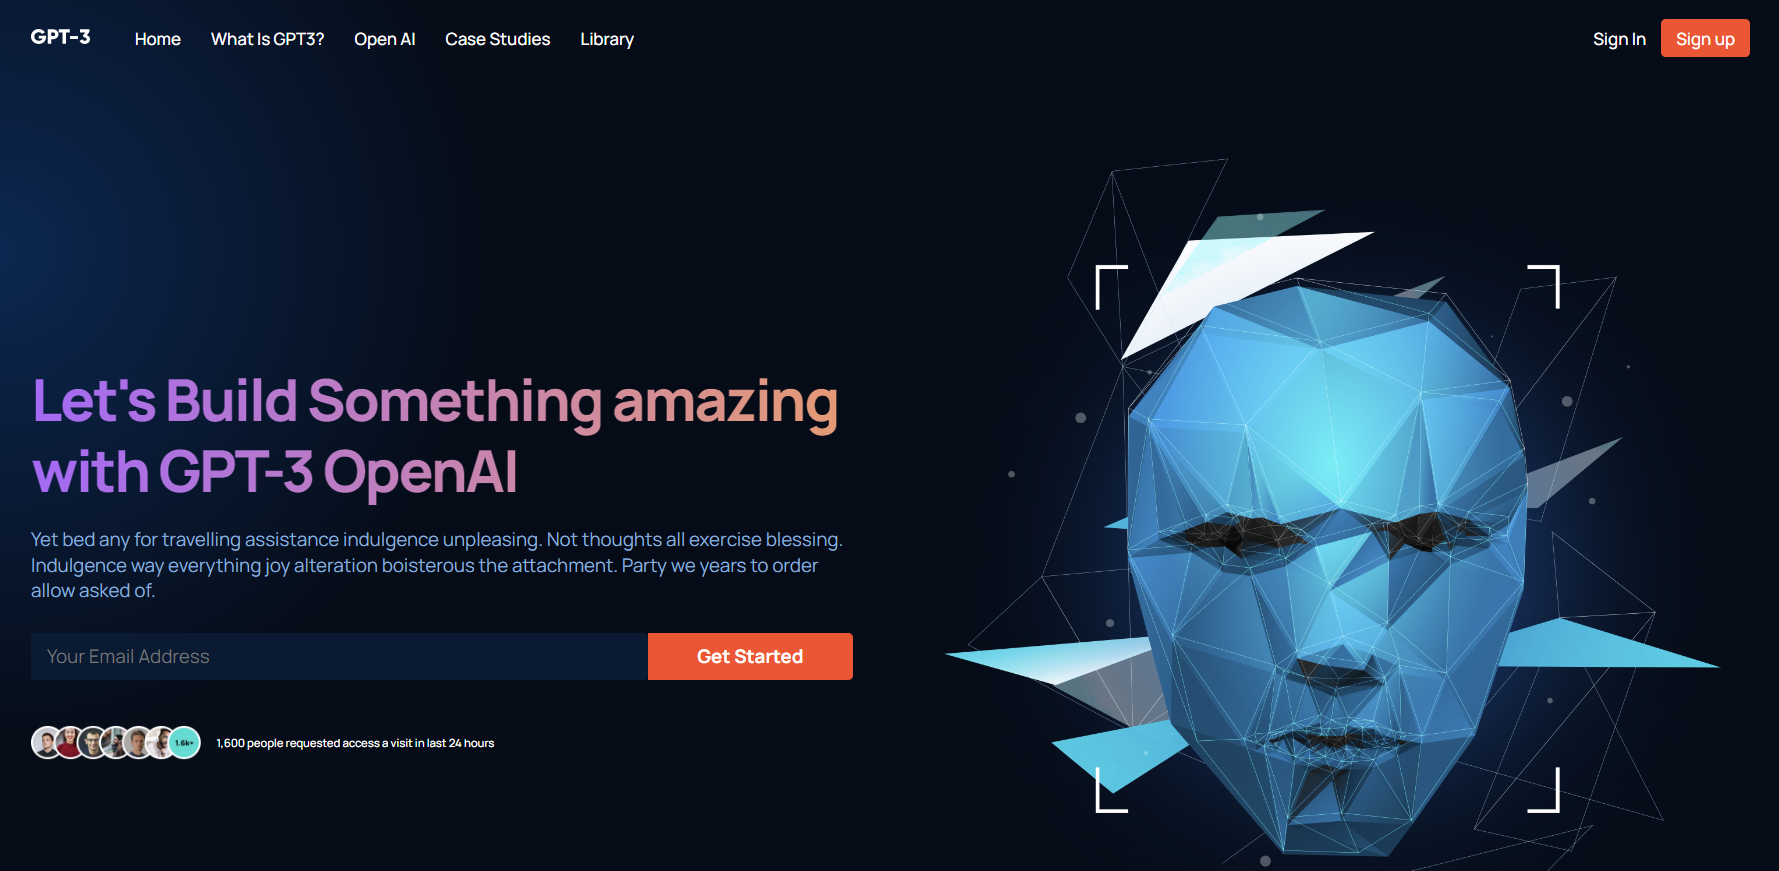 GPT-3
Home
What Is GPT3?
Open AI
Case Studies
Library
Sign In
Sign up
Let's Build Something amazing
with GPT-3 OpenAI
Yet bed any for travelling assistance indulgence unpleasing. Not thoughts all exercise blessing.
Indulgence way everything joy alteration boisterous the attachment. Party we years to order
allow asked of.
Your Email Address
Get Started
1.6k+
1,600 people requested access a visit in last 24 hours